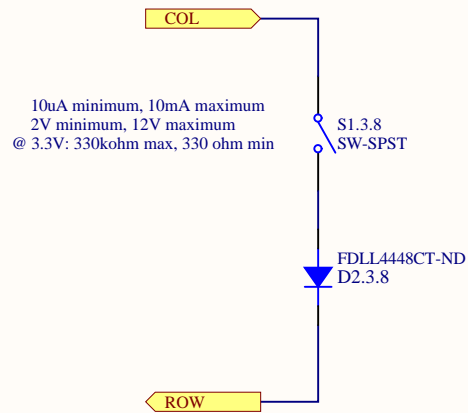 COL
10uA minimum, 10mA maximum
2V minimum, 12V maximum
@ 3.3V: 330kohm max, 330 ohm min
S1.3.8
SW-SPST
FDLL4448CT-ND
D2.3.8
ROW